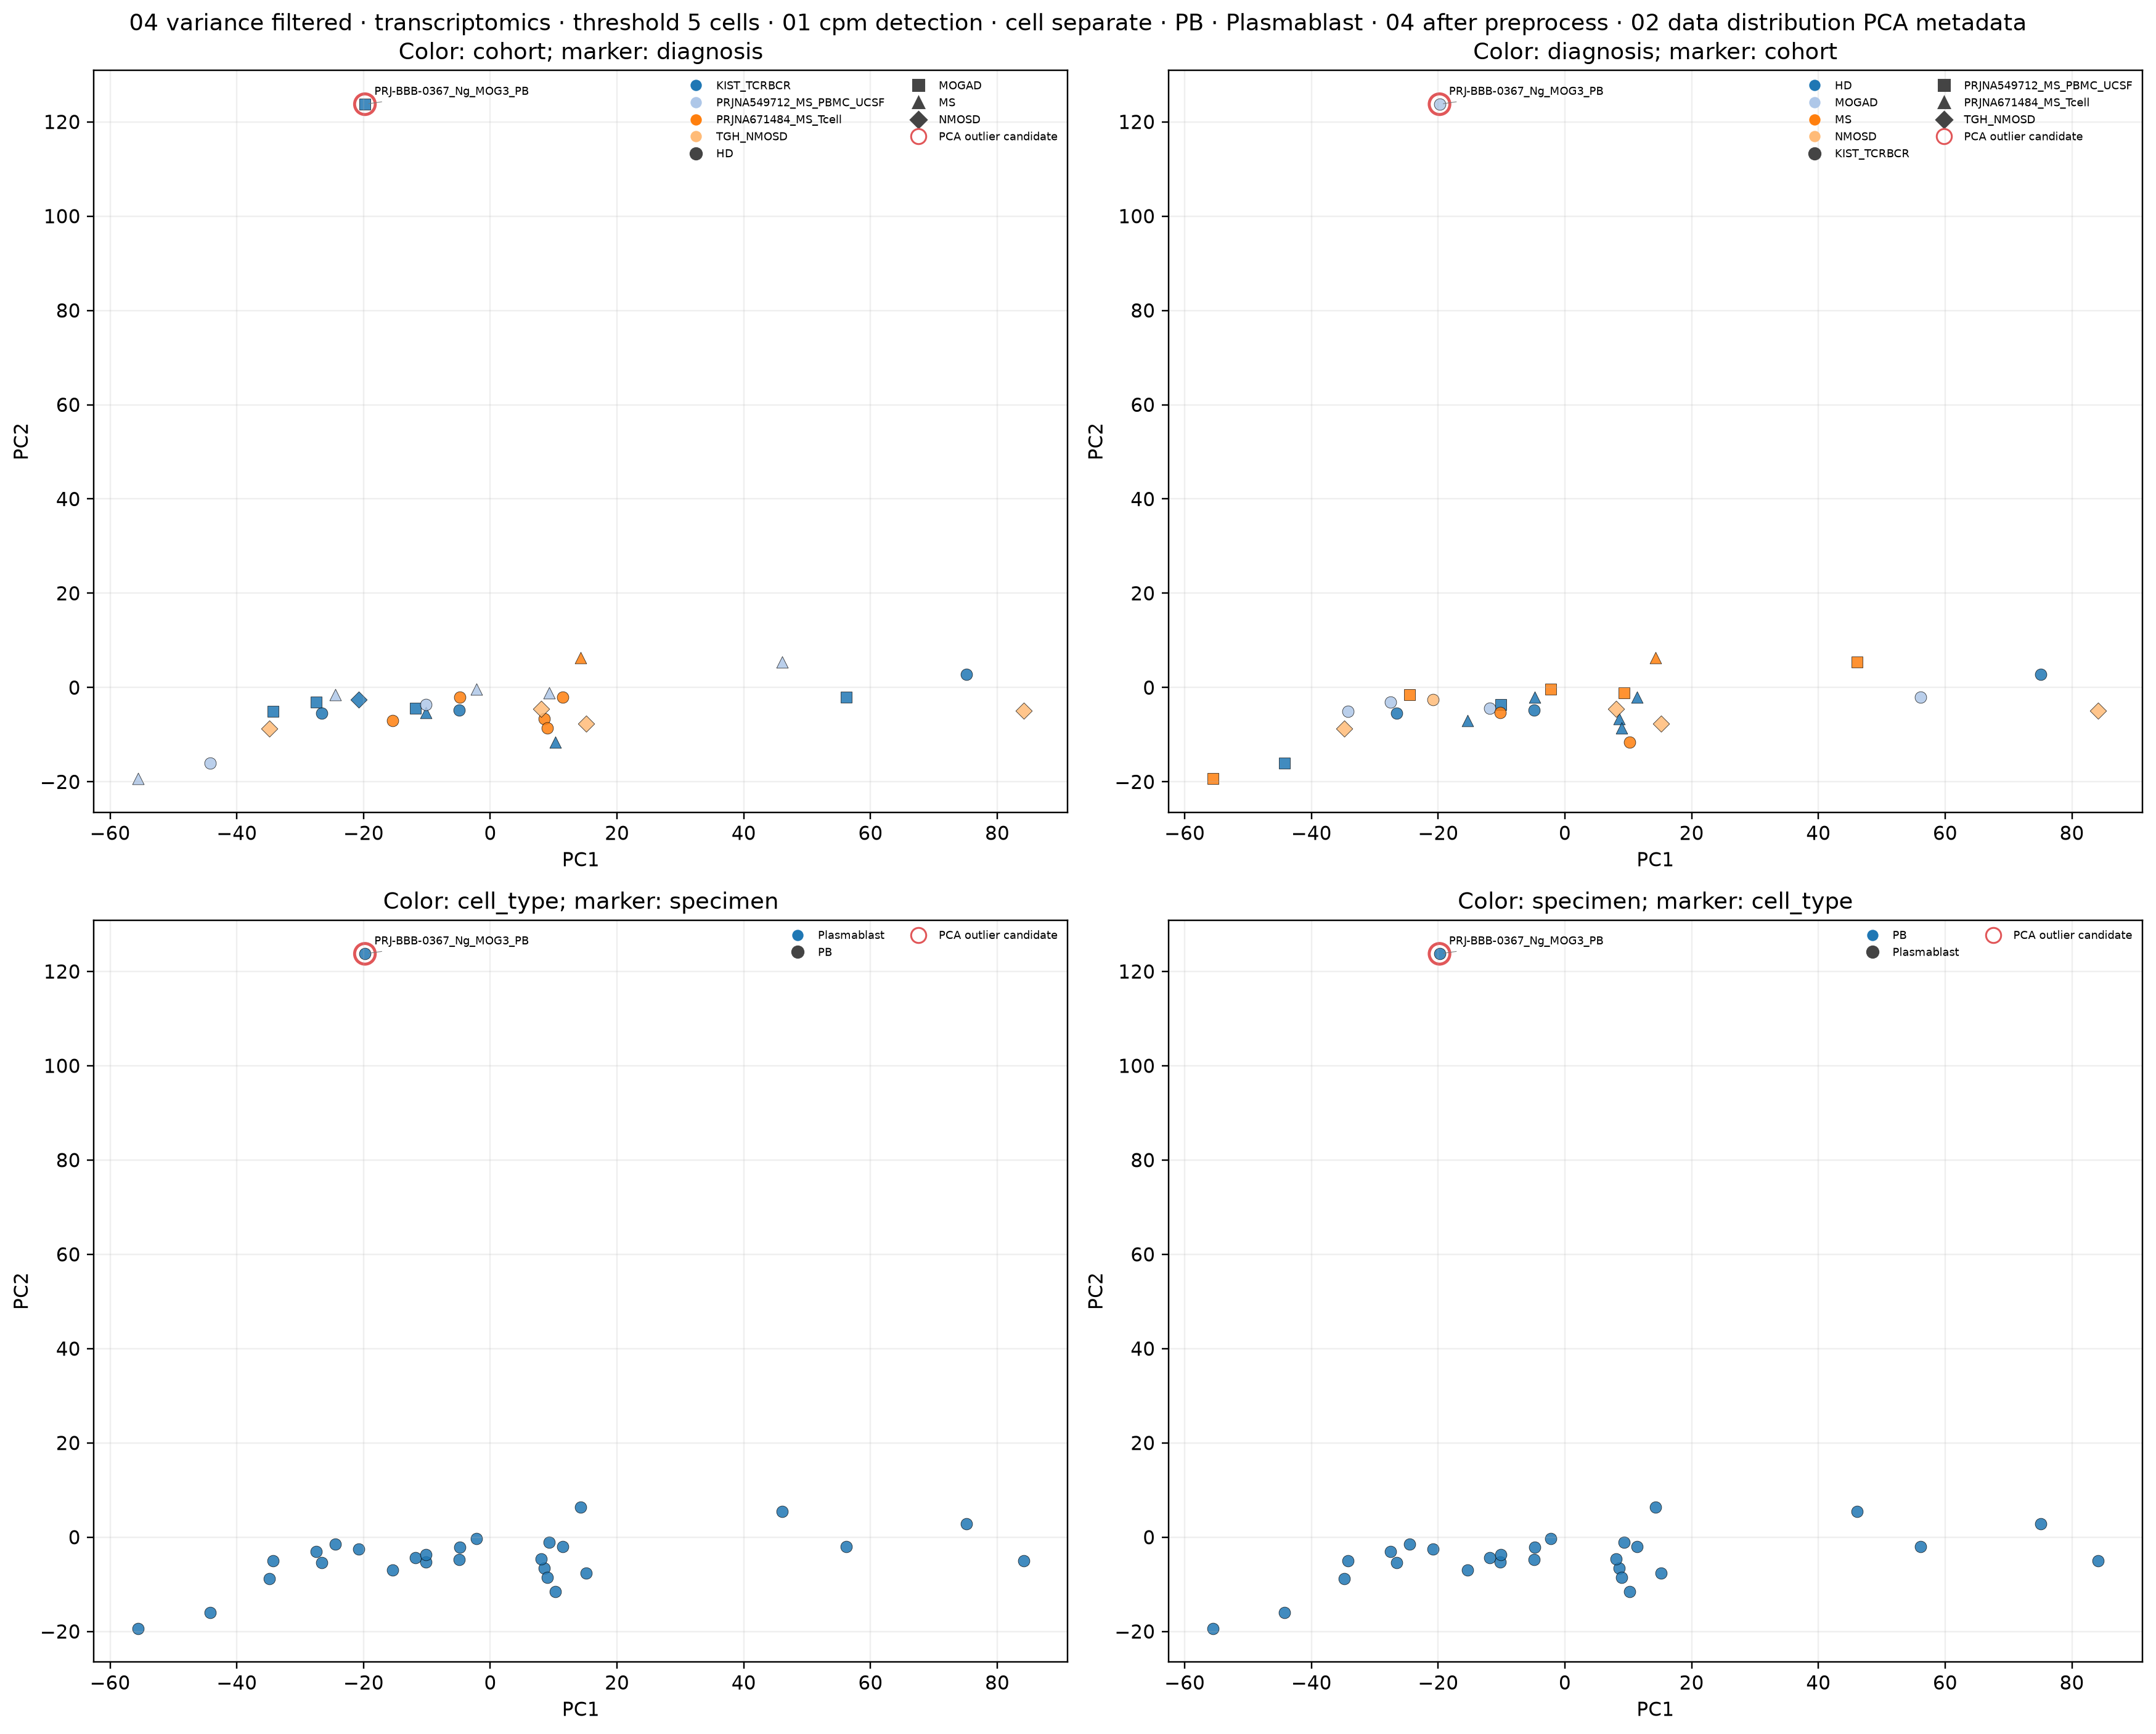 04 variance filtered · transcriptomics · threshold 5 cells · 01 cpm detection · cell separate · PB · Plasmablast · 04 after preprocess · 02 data distribution PCA metadata
Color: cohort; marker: diagnosis
PRJ-BBB-0367_Ng_MOG3_PB
KIST_TCRBCR
PRJNA549712_MS_PBMC_UCSF
PRJNA671484_MS_Tcell
TGH_NMOSD
HD
MOGAD
MS
NMOSD
PCA outlier candidate
120
100
80
60
40
20
0
−20
PC2
−60 −40 −20 0 20 40 60 80
PC1
Color: diagnosis; marker: cohort
PRJ-BBB-0367_Ng_MOG3_PB
HD
MOGAD
MS
NMOSD
KIST_TCRBCR
PRJNA549712_MS_PBMC_UCSF
PRJNA671484_MS_Tcell
TGH_NMOSD
PCA outlier candidate
120
100
80
60
40
20
0
−20
PC2
−60 −40 −20 0 20 40 60 80
PC1
Color: cell_type; marker: specimen
PRJ-BBB-0367_Ng_MOG3_PB
Plasmablast
PB
PCA outlier candidate
120
100
80
60
40
20
0
−20
PC2
−60 −40 −20 0 20 40 60 80
PC1
Color: specimen; marker: cell_type
PRJ-BBB-0367_Ng_MOG3_PB
PB
Plasmablast
PCA outlier candidate
120
100
80
60
40
20
0
−20
PC2
−60 −40 −20 0 20 40 60 80
PC1